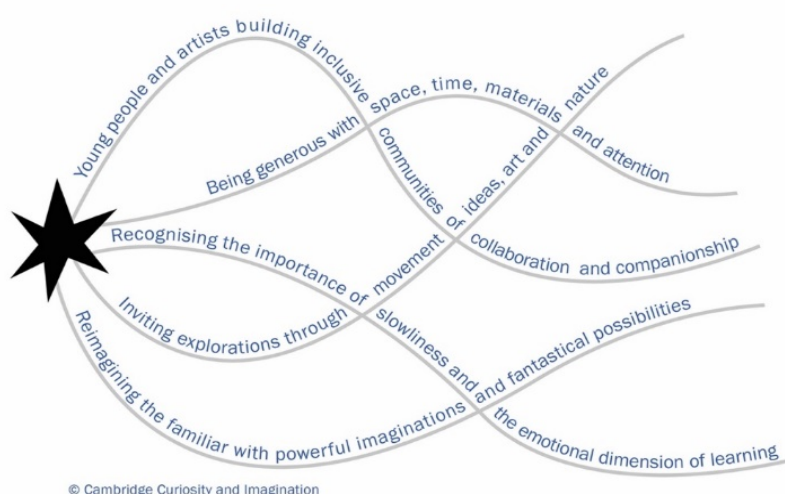 Young people and artists building inclusive communities of collaboration and companionship
Being generous with space, time, materials and attention
Recognising the importance of slowliness and the emotional dimension of learning
Inviting explorations through movement ideas, art and nature
Reimagining the familiar with powerful imaginations and fantastical possibilities
© Cambridge Curiosity and Imagination